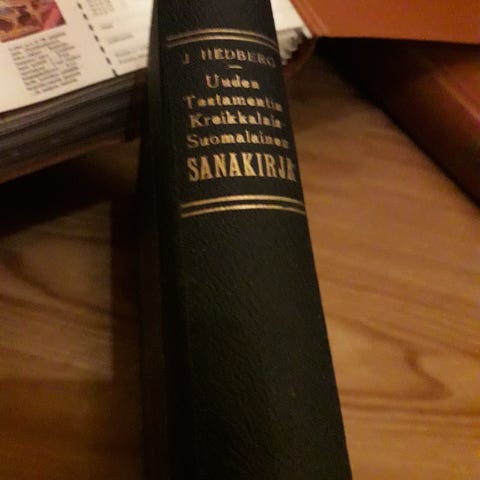 J HEDBERG
Uuden
Testamentin
Kreikkalais
Suomalainen
SANAKIRJA